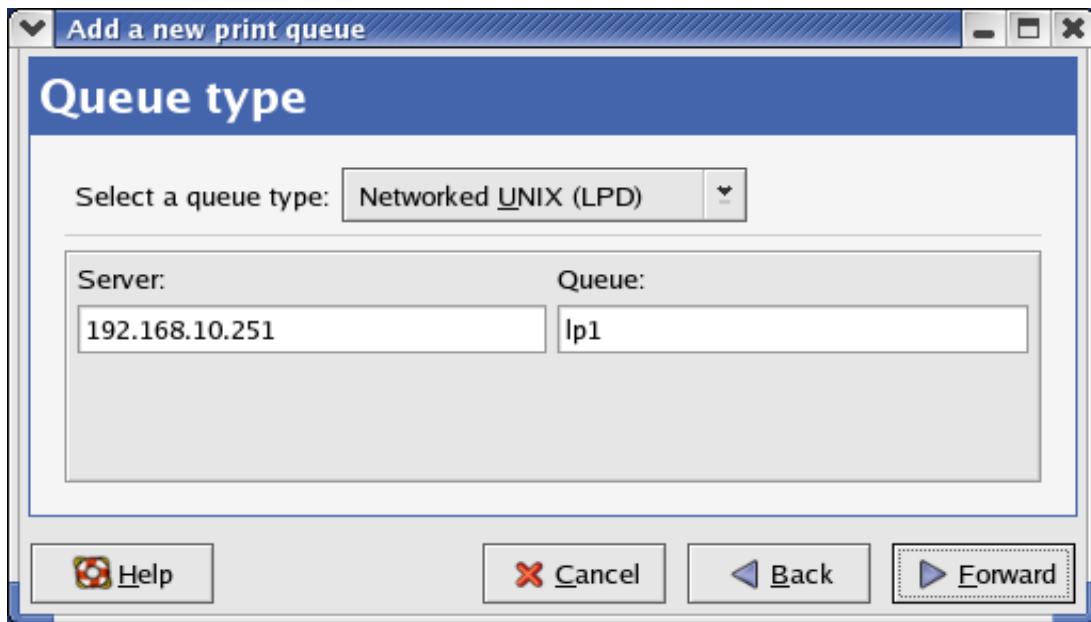 Add a new print queue
Queue type
Select a queue type: Networked UNIX (LPD)
Server: Queue:
192.168.10.251 lp1
Help Cancel Back Forward